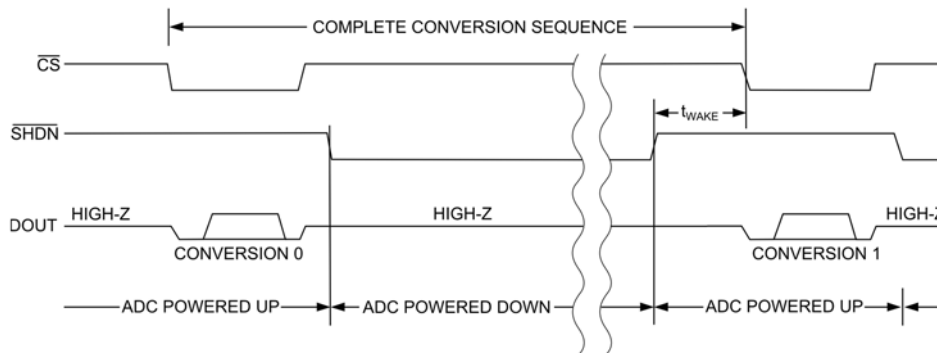 COMPLETE CONVERSION SEQUENCE
CS
tWAKE
SHDN
HIGH-Z HIGH-Z HIGH-Z
DOUT
CONVERSION 0 CONVERSION 1
ADC POWERED UP ADC POWERED DOWN ADC POWERED UP